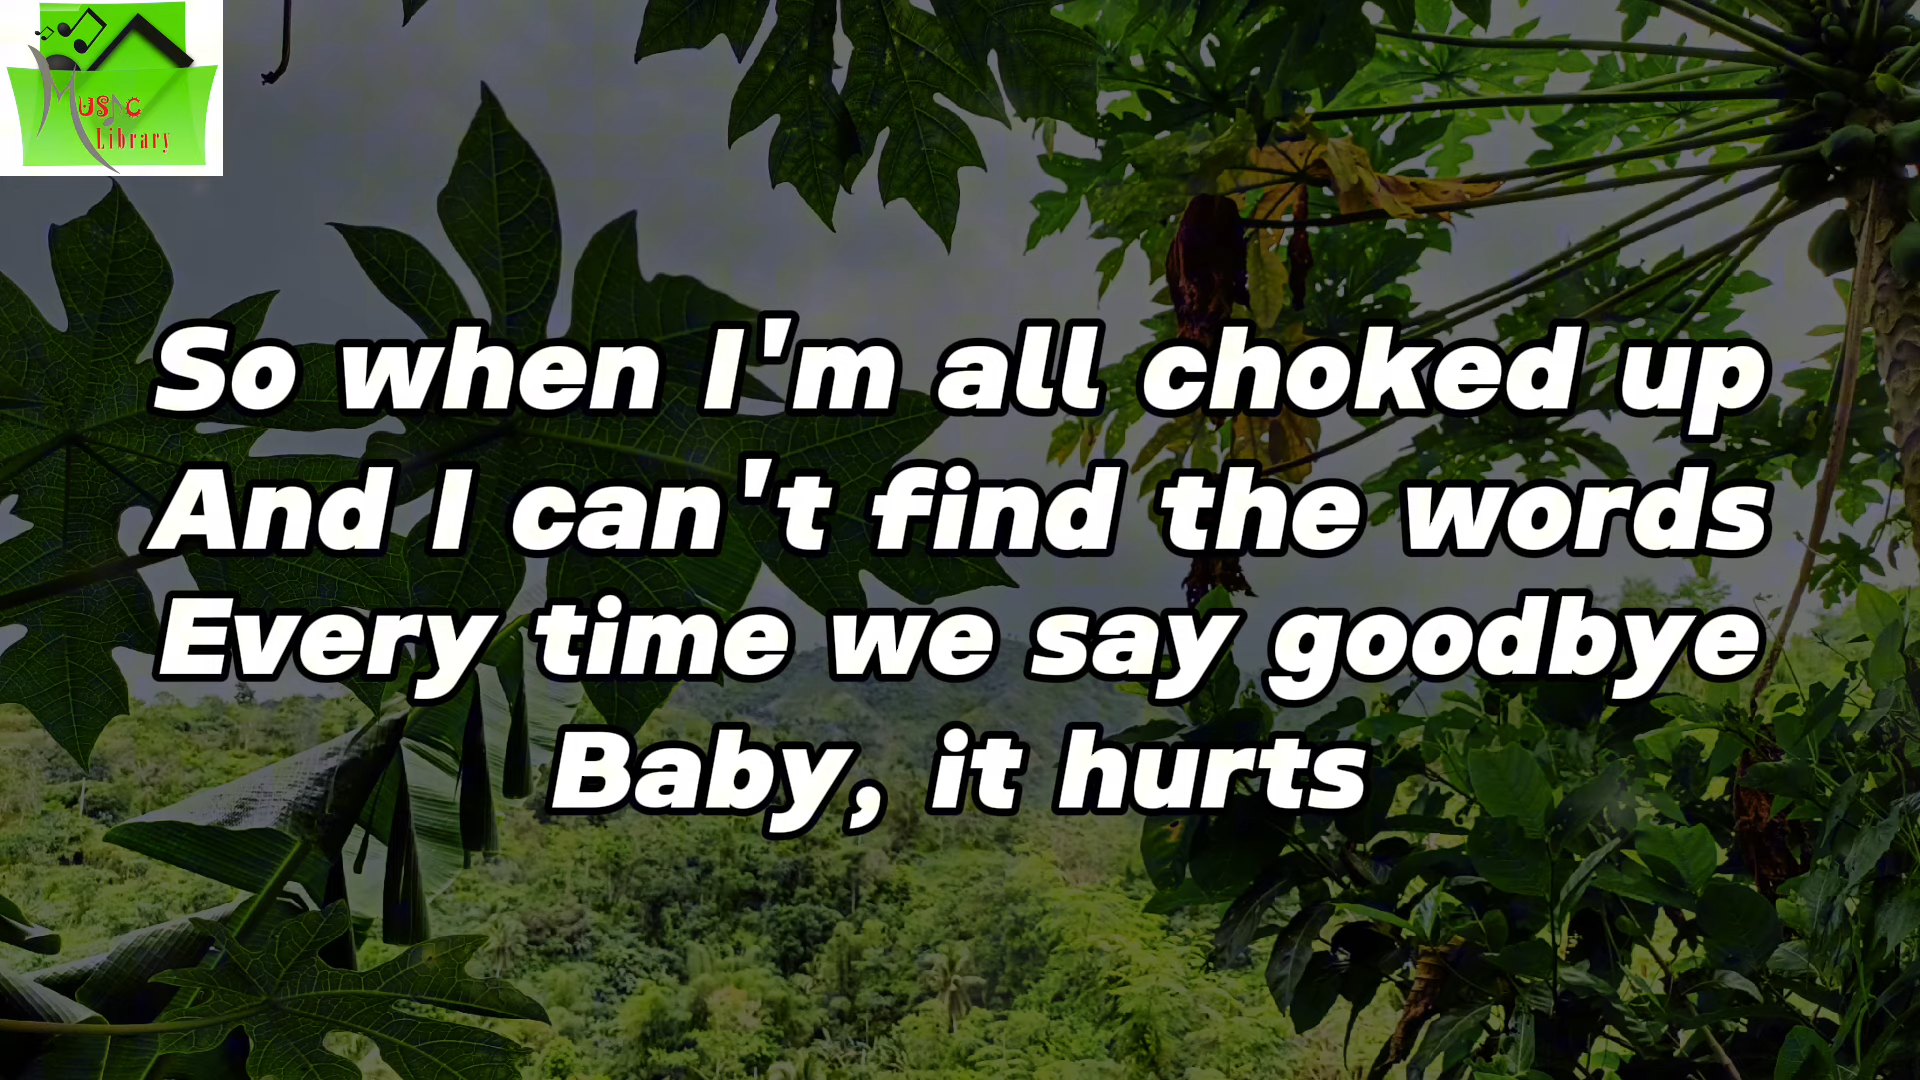 Music
Library
So when I'm all choked up
And I can't find the words
Every time we say goodbye
Baby, it hurts